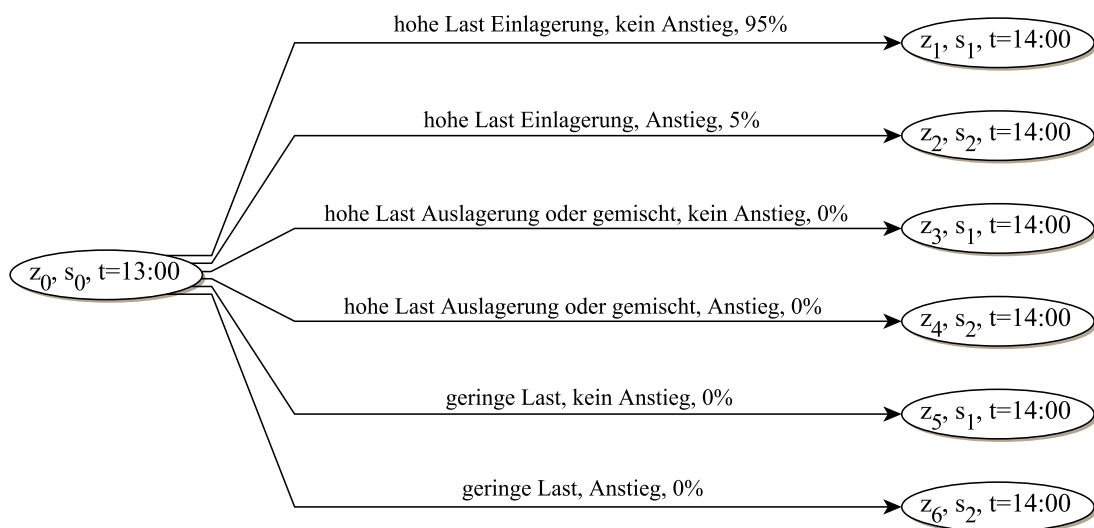 hohe Last Einlagerung, kein Anstieg, 95%
z₁, s₁, t=14:00
hohe Last Einlagerung, Anstieg, 5%
z₂, s₂, t=14:00
hohe Last Auslagerung oder gemischt, kein Anstieg, 0%
z₃, s₁, t=14:00
z₀, s₀, t=13:00
hohe Last Auslagerung oder gemischt, Anstieg, 0%
z₄, s₂, t=14:00
geringe Last, kein Anstieg, 0%
z₅, s₁, t=14:00
geringe Last, Anstieg, 0%
z₆, s₂, t=14:00